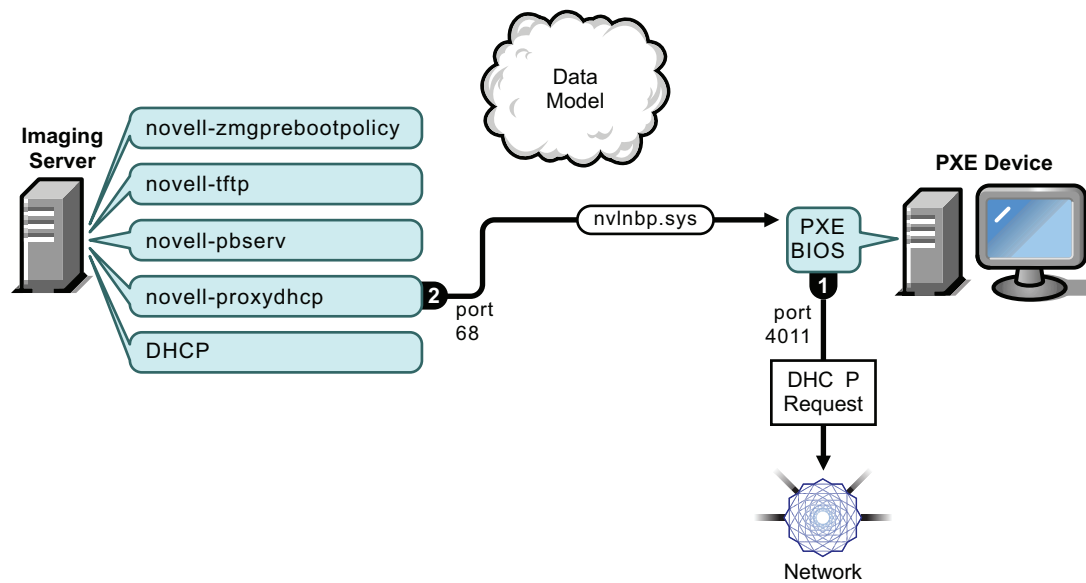 Data
Model
Imaging
Server
novell-zmgprebootpolicy
novell-tftp
novell-pbserv
novell-proxydhcp
DHCP
2
port
68
nvlnbp.sys
PXE
BIOS
PXE Device
1
port
4011
DHC P
Request
Network